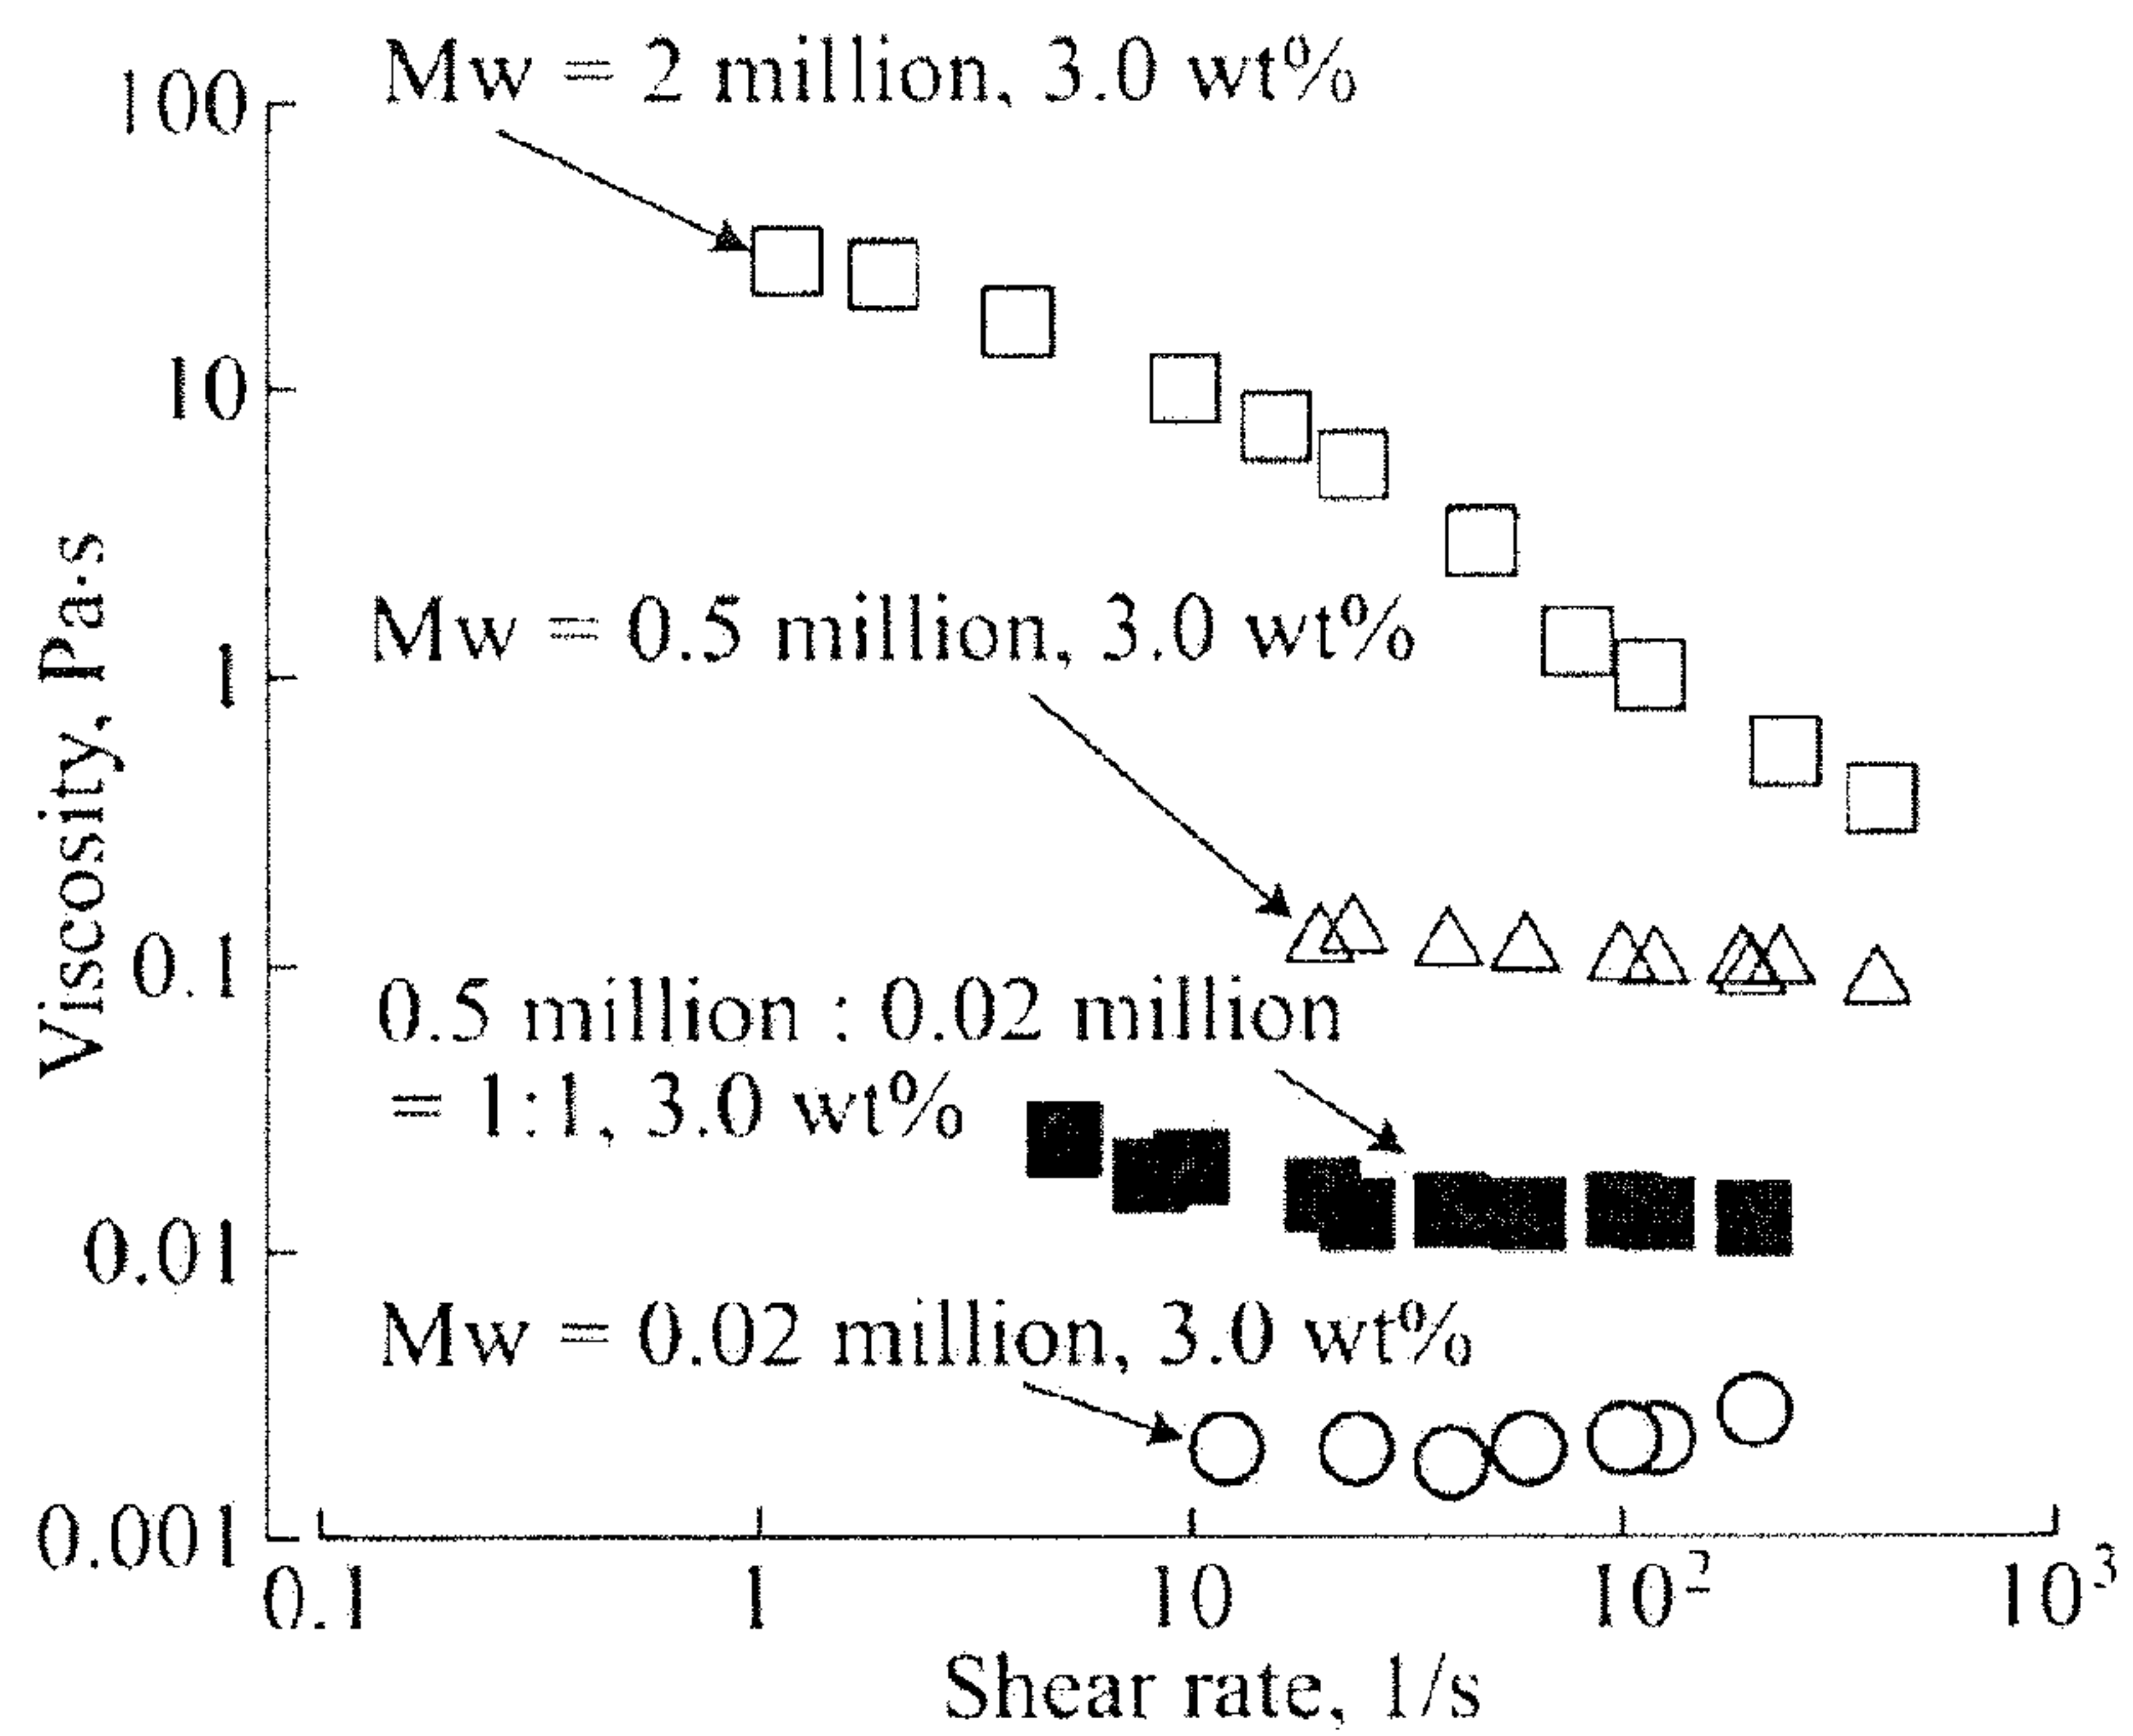 Mw = 2 million, 3.0 wt%
100
10
Mw = 0.5 million, 3.0 wt%
1
0.1
0.5 million : 0.02 million
= 1:1, 3.0 wt%
0.01
Mw = 0.02 million, 3.0 wt%
0.001
Viscosity, Pa·s
0.1 1 10 10² 10³
Shear rate, 1/s